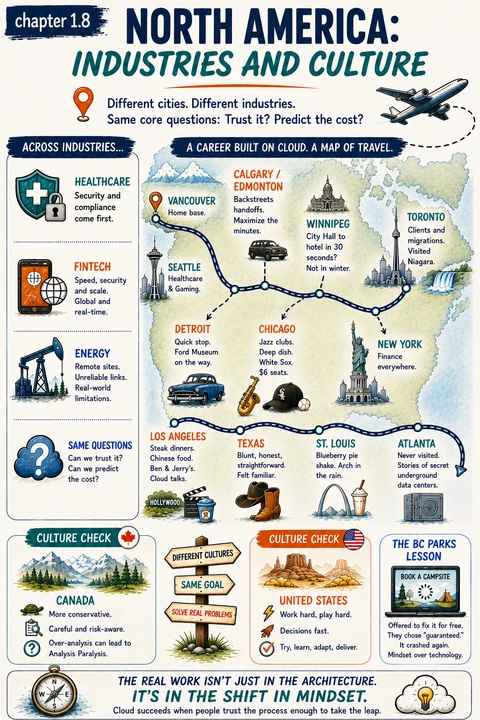 chapter 1.8
NORTH AMERICA:
INDUSTRIES AND CULTURE
Different cities. Different industries.
Same core questions: Trust it? Predict the cost?
ACROSS INDUSTRIES...
HEALTHCARE
Security and
compliance
come first.
FINTECH
Speed, security
and scale.
Global and
real-time.
ENERGY
Remote sites.
Unreliable links.
Real-world
limitations.
SAME QUESTIONS
Can we trust it?
Can we predict
the cost?
A CAREER BUILT ON CLOUD. A MAP OF TRAVEL.
VANCOUVER
Home base.
CALGARY /
EDMONTON
Backstreets
handoffs.
Maximize the
minutes.
WINNIPEG
City Hall to
hotel in 30
seconds?
Not in winter.
TORONTO
Clients and
migrations.
Visited
Niagara.
SEATTLE
Healthcare
& Gaming.
DETROIT
Quick stop.
Ford Museum
on the way.
CHICAGO
Jazz clubs.
Deep dish.
White Sox.
$6 seats.
NEW YORK
Finance
everywhere.
LOS ANGELES
Steak dinners.
Chinese food.
Ben & Jerry's.
Cloud talks.
HOLLYWOOD
TEXAS
Blunt, honest,
straightforward.
Felt familiar.
ST. LOUIS
Blueberry pie
shake. Arch in
the rain.
ATLANTA
Never visited.
Stories of secret
underground
data centers.
CULTURE CHECK
CANADA
More conservative.
Careful and risk-aware.
Over-analysis can lead to
Analysis Paralysis.
DIFFERENT CULTURES
SAME GOAL
SOLVE REAL PROBLEMS
CULTURE CHECK
UNITED STATES
Work hard, play hard.
Decisions fast.
Try, learn, adapt, deliver.
THE BC PARKS
LESSON
BOOK A CAMPSITE
Offered to fix it for free.
They chose "guaranteed."
It crashed again.
Mindset over technology.
N
E
S
W
THE REAL WORK ISN'T JUST IN THE ARCHITECTURE.
IT'S IN THE SHIFT IN MINDSET.
Cloud succeeds when people trust the process enough to take the leap.